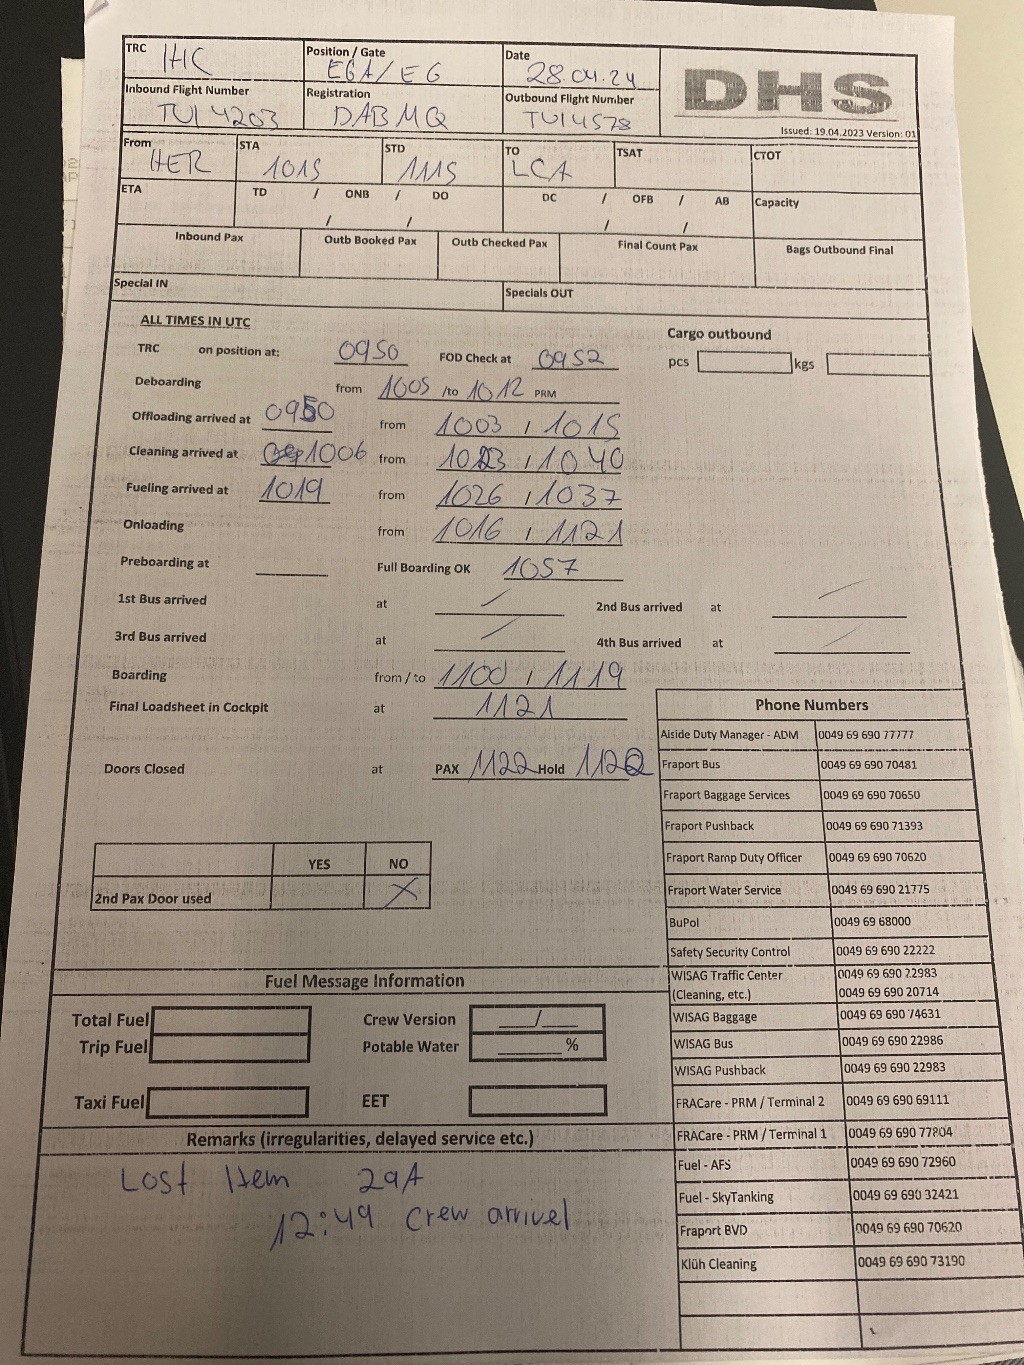 TRC IHC Position / Gate E6A/E6 Date 28.04.24 DHS
Inbound Flight Number TUI4203 Registration DABMQ Outbound Flight Number TUI4578
Issued: 19.04.2023 Version: 01
From HER STA 1015 STD 1115 TO LCA TSAT CTOT
ETA TD / ONB / DO DC / OFB / AB Capacity
/ / / /
Inbound Pax Outb Booked Pax Outb Checked Pax Final Count Pax Bags Outbound Final
Special IN Specials OUT
ALL TIMES IN UTC Cargo outbound
TRC on position at: 0950 FOD Check at 0952 pcs kgs
Deboarding from 1005 /to 1012 PRM
Offloading arrived at 0950 from 1003 , 1015
Cleaning arrived at 1006 from 1023 , 1040
Fueling arrived at 1019 from 1026 , 1037
Onloading from 1016 , 1121
Preboarding at Full Boarding OK 1057
1st Bus arrived at / 2nd Bus arrived at /
3rd Bus arrived at / 4th Bus arrived at /
Boarding from / to 1100 , 1119
Final Loadsheet in Cockpit at 1121
Doors Closed at PAX 1122 Hold 1122
YES NO
2nd Pax Door used X
Phone Numbers
Aiside Duty Manager - ADM 0049 69 690 77777
Fraport Bus 0049 69 690 70481
Fraport Baggage Services 0049 69 690 70650
Fraport Pushback 0049 69 690 71393
Fraport Ramp Duty Officer 0049 69 690 70620
Fraport Water Service 0049 69 690 21775
BuPol 0049 69 68000
Safety Security Control 0049 69 690 22222
WISAG Traffic Center 0049 69 690 22983
(Cleaning, etc.) 0049 69 690 20714
WISAG Baggage 0049 69 690 74631
WISAG Bus 0049 69 690 22986
WISAG Pushback 0049 69 690 22983
FRACare - PRM / Terminal 2 0049 69 690 69111
FRACare - PRM / Terminal 1 0049 69 690 77804
Fuel - AFS 0049 69 690 72960
Fuel - SkyTanking 0049 69 690 32421
Fraport BVD 0049 69 690 70620
Klüh Cleaning 0049 69 690 73190
Fuel Message Information
Total Fuel Crew Version /
Trip Fuel Potable Water %
Taxi Fuel EET
Remarks (irregularities, delayed service etc.)
Lost Item 29A
12:49 Crew arrivel